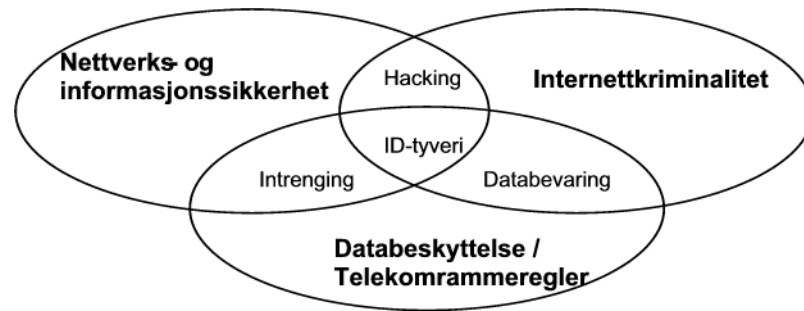 Nettverks- og
informasjonssikkerhet
Hacking
Internettkriminalitet
ID-tyveri
Intrenging
Databevaring
Databeskyttelse /
Telekomrammeregler